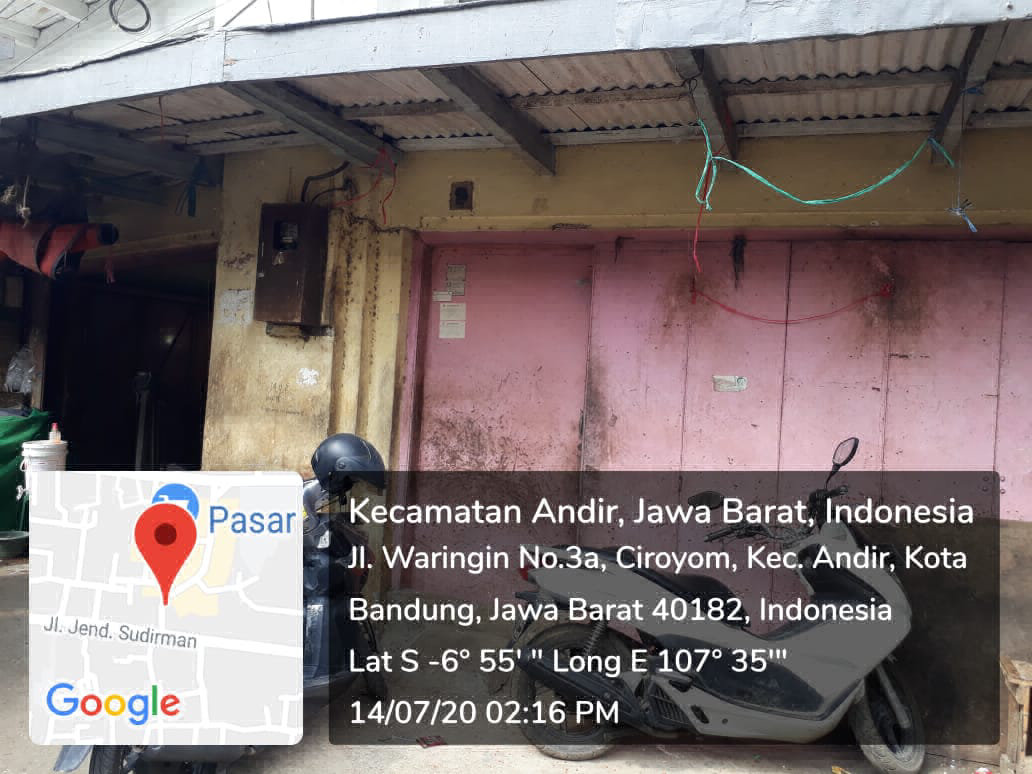 Pasar
Jl. Jend. Sudirman
Google
Kecamatan Andir, Jawa Barat, Indonesia
Jl. Waringin No.3a, Ciroyom, Kec. Andir, Kota
Bandung, Jawa Barat 40182, Indonesia
Lat S -6° 55' " Long E 107° 35'"
14/07/20 02:16 PM